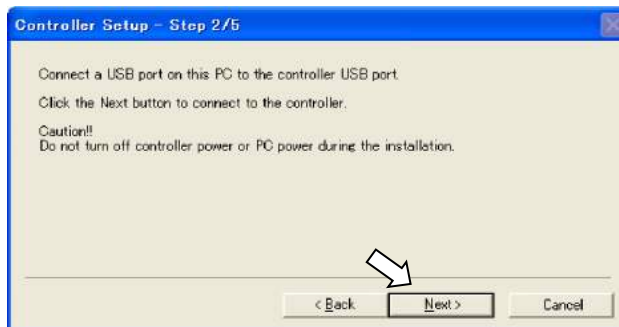 Controller Setup - Step 2/5
Connect a USB port on this PC to the controller USB port.
Click the Next button to connect to the controller.
Caution!!
Do not turn off controller power or PC power during the installation.
< Back
Next >
Cancel